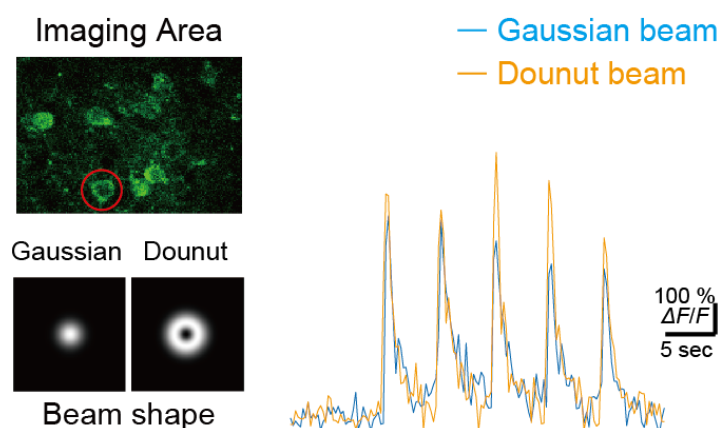 Imaging Area
— Gaussian beam
— Dounut beam
Gaussian Dounut
Beam shape
100 %
ΔF/F
5 sec